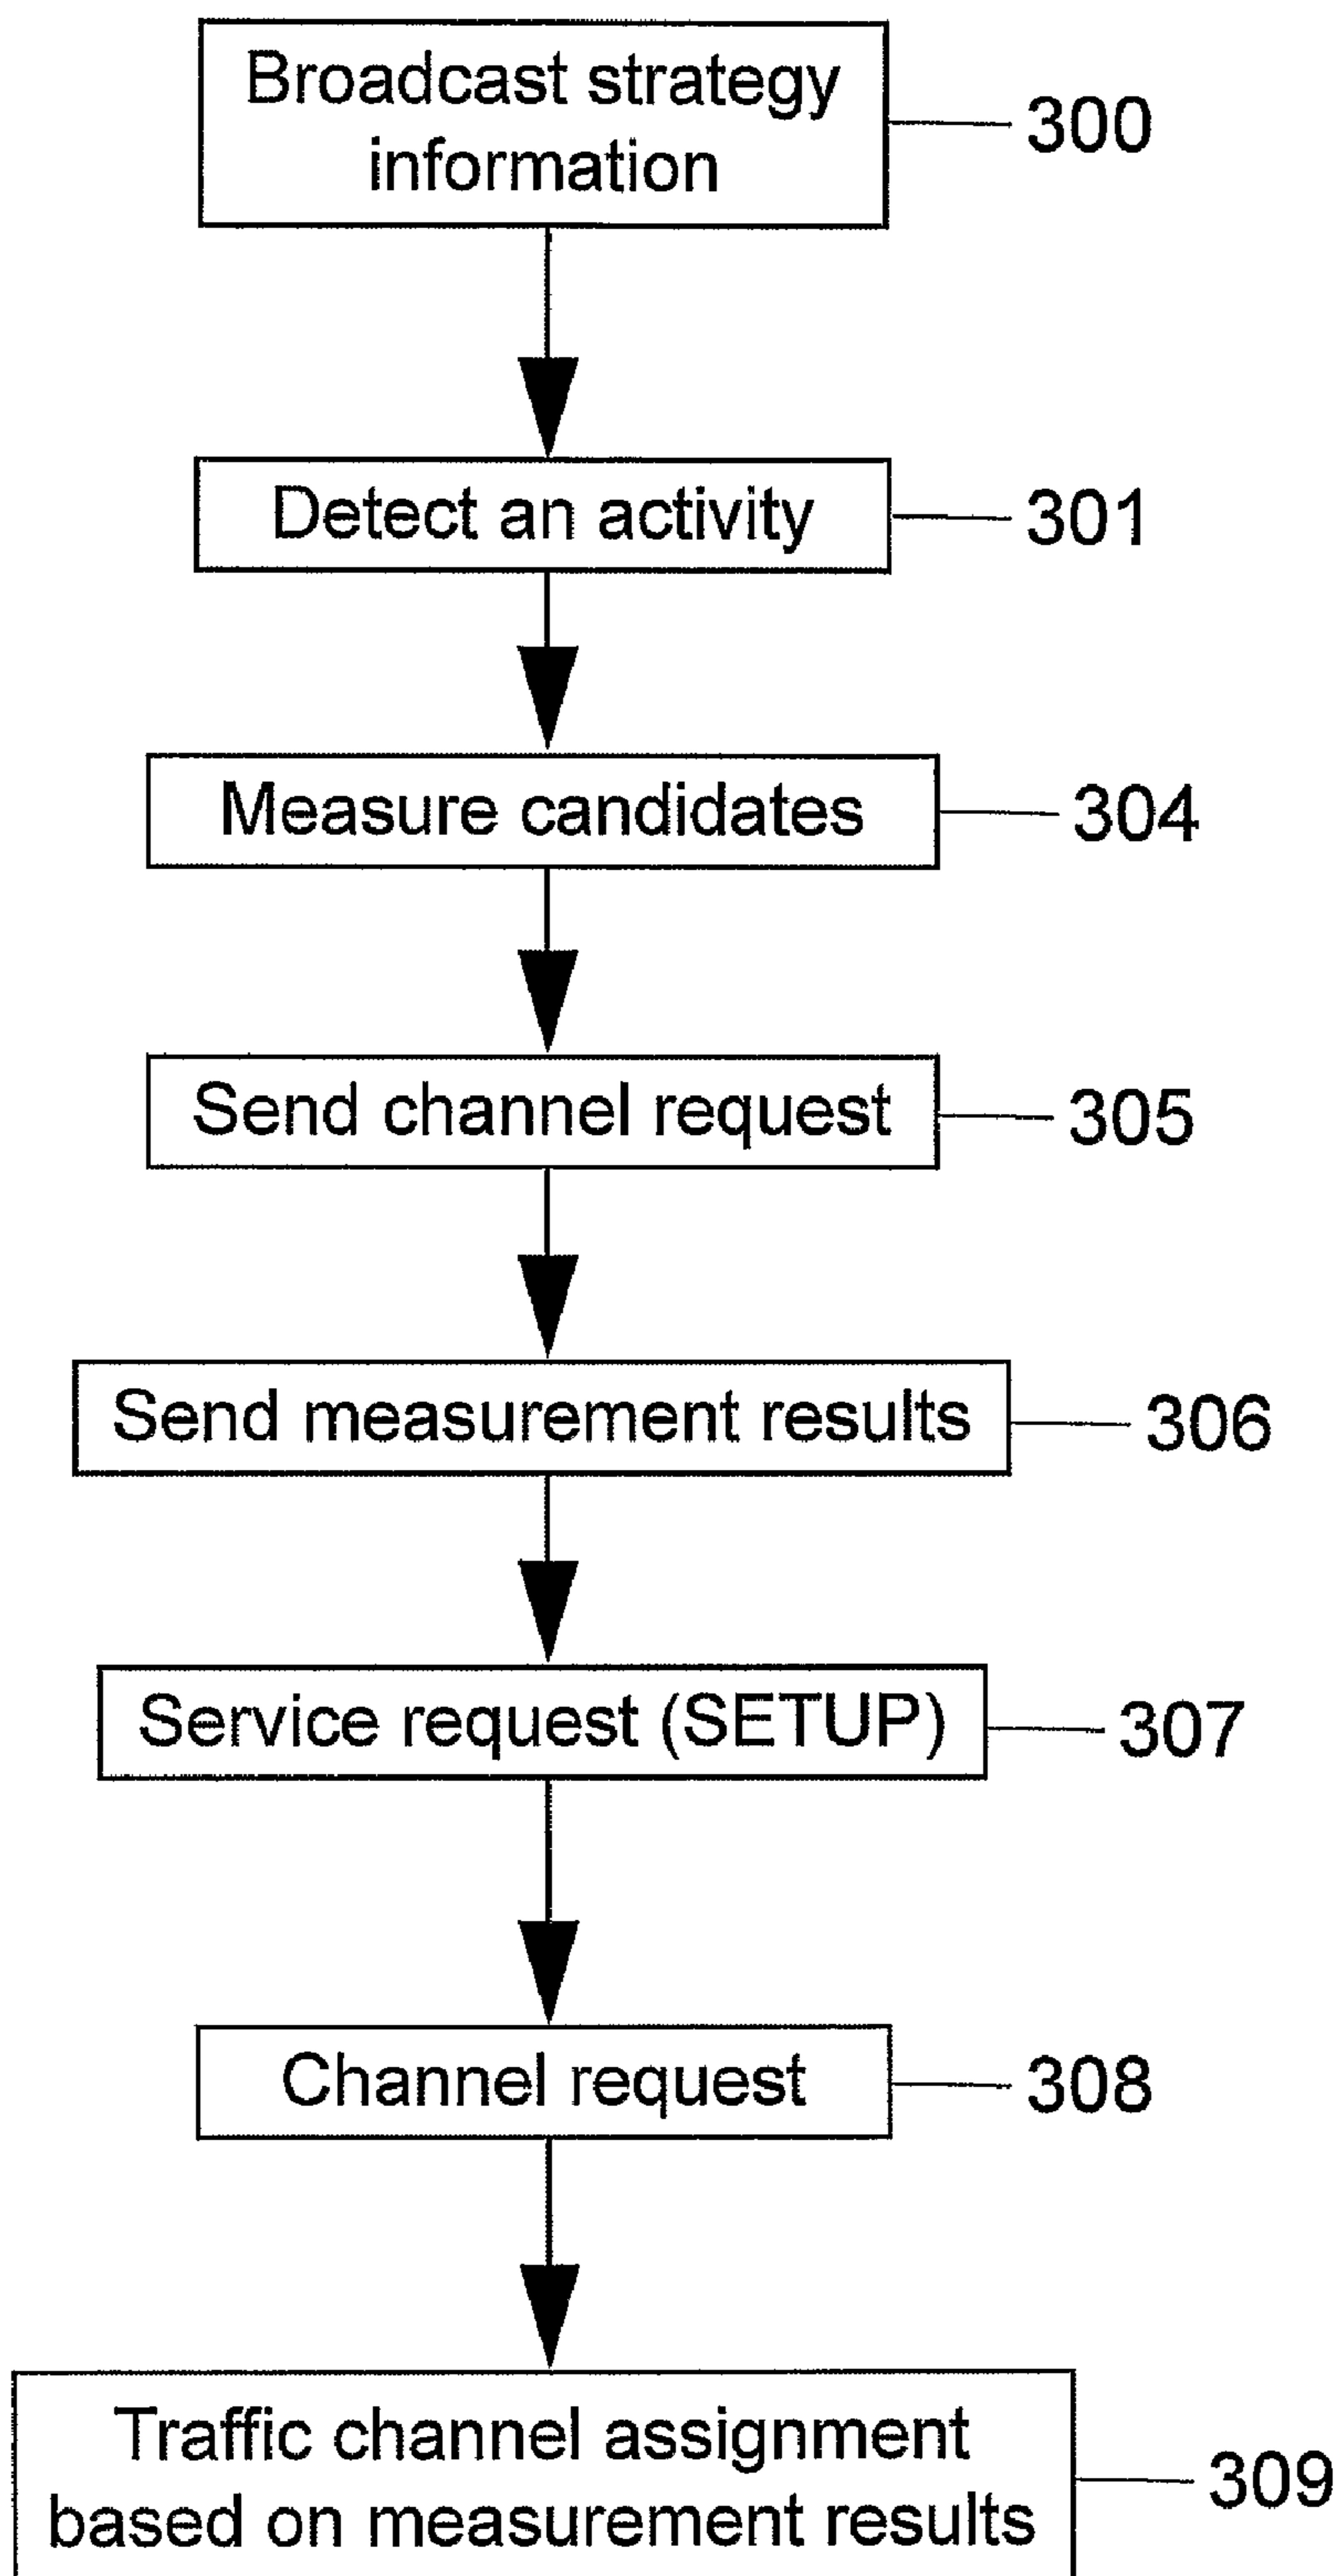 Broadcast strategy
information
300
Detect an activity
301
Measure candidates
304
Send channel request
305
Send measurement results
306
Service request (SETUP)
307
Channel request
308
Traffic channel assignment
based on measurement results
309